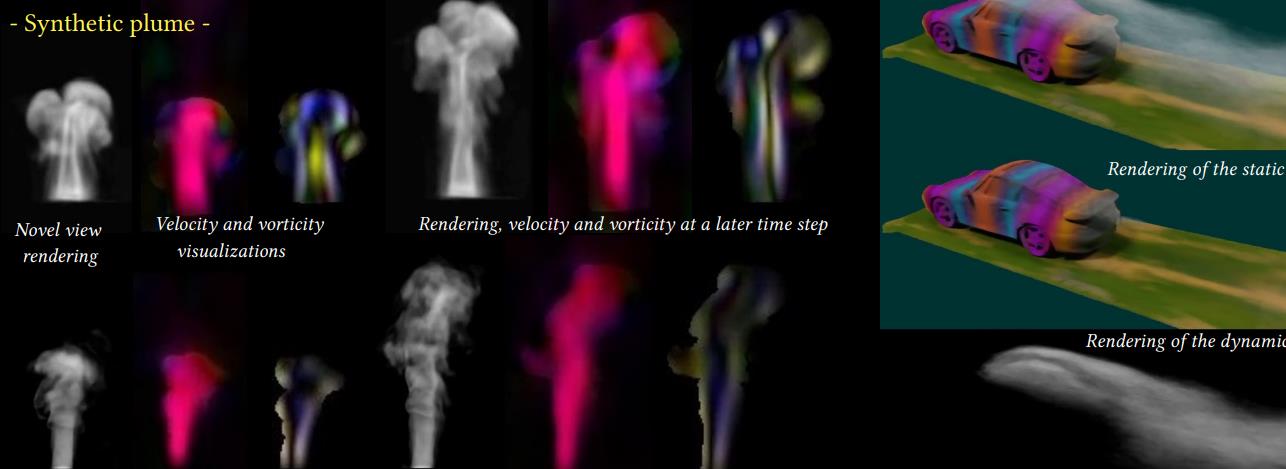 - Synthetic plume -
Novel view
rendering
Velocity and vorticity
visualizations
Rendering, velocity and vorticity at a later time step
Rendering of the static
Rendering of the dynamic